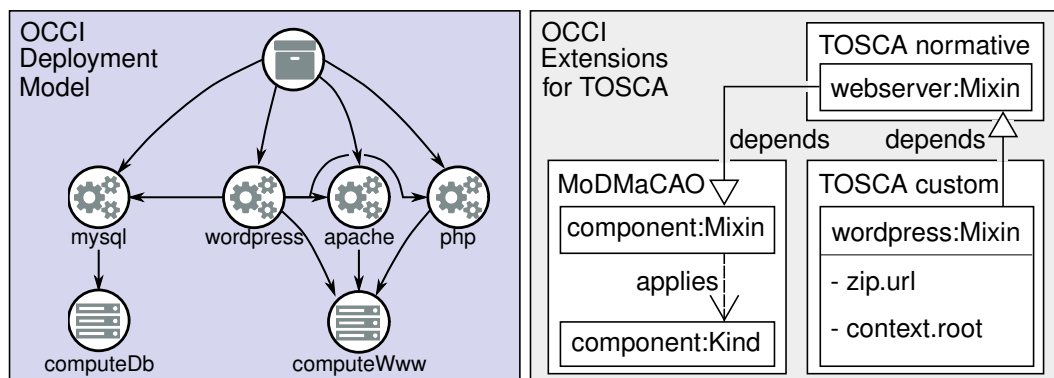 OCCI
Deployment
Model
mysql
wordpress
apache
php
computeDb
computeWww
OCCI
Extensions
for TOSCA
TOSCA normative
webserver:Mixin
depends
depends
MoDMaCAO
component:Mixin
applies
component:Kind
TOSCA custom
wordpress:Mixin
- zip.url
- context.root